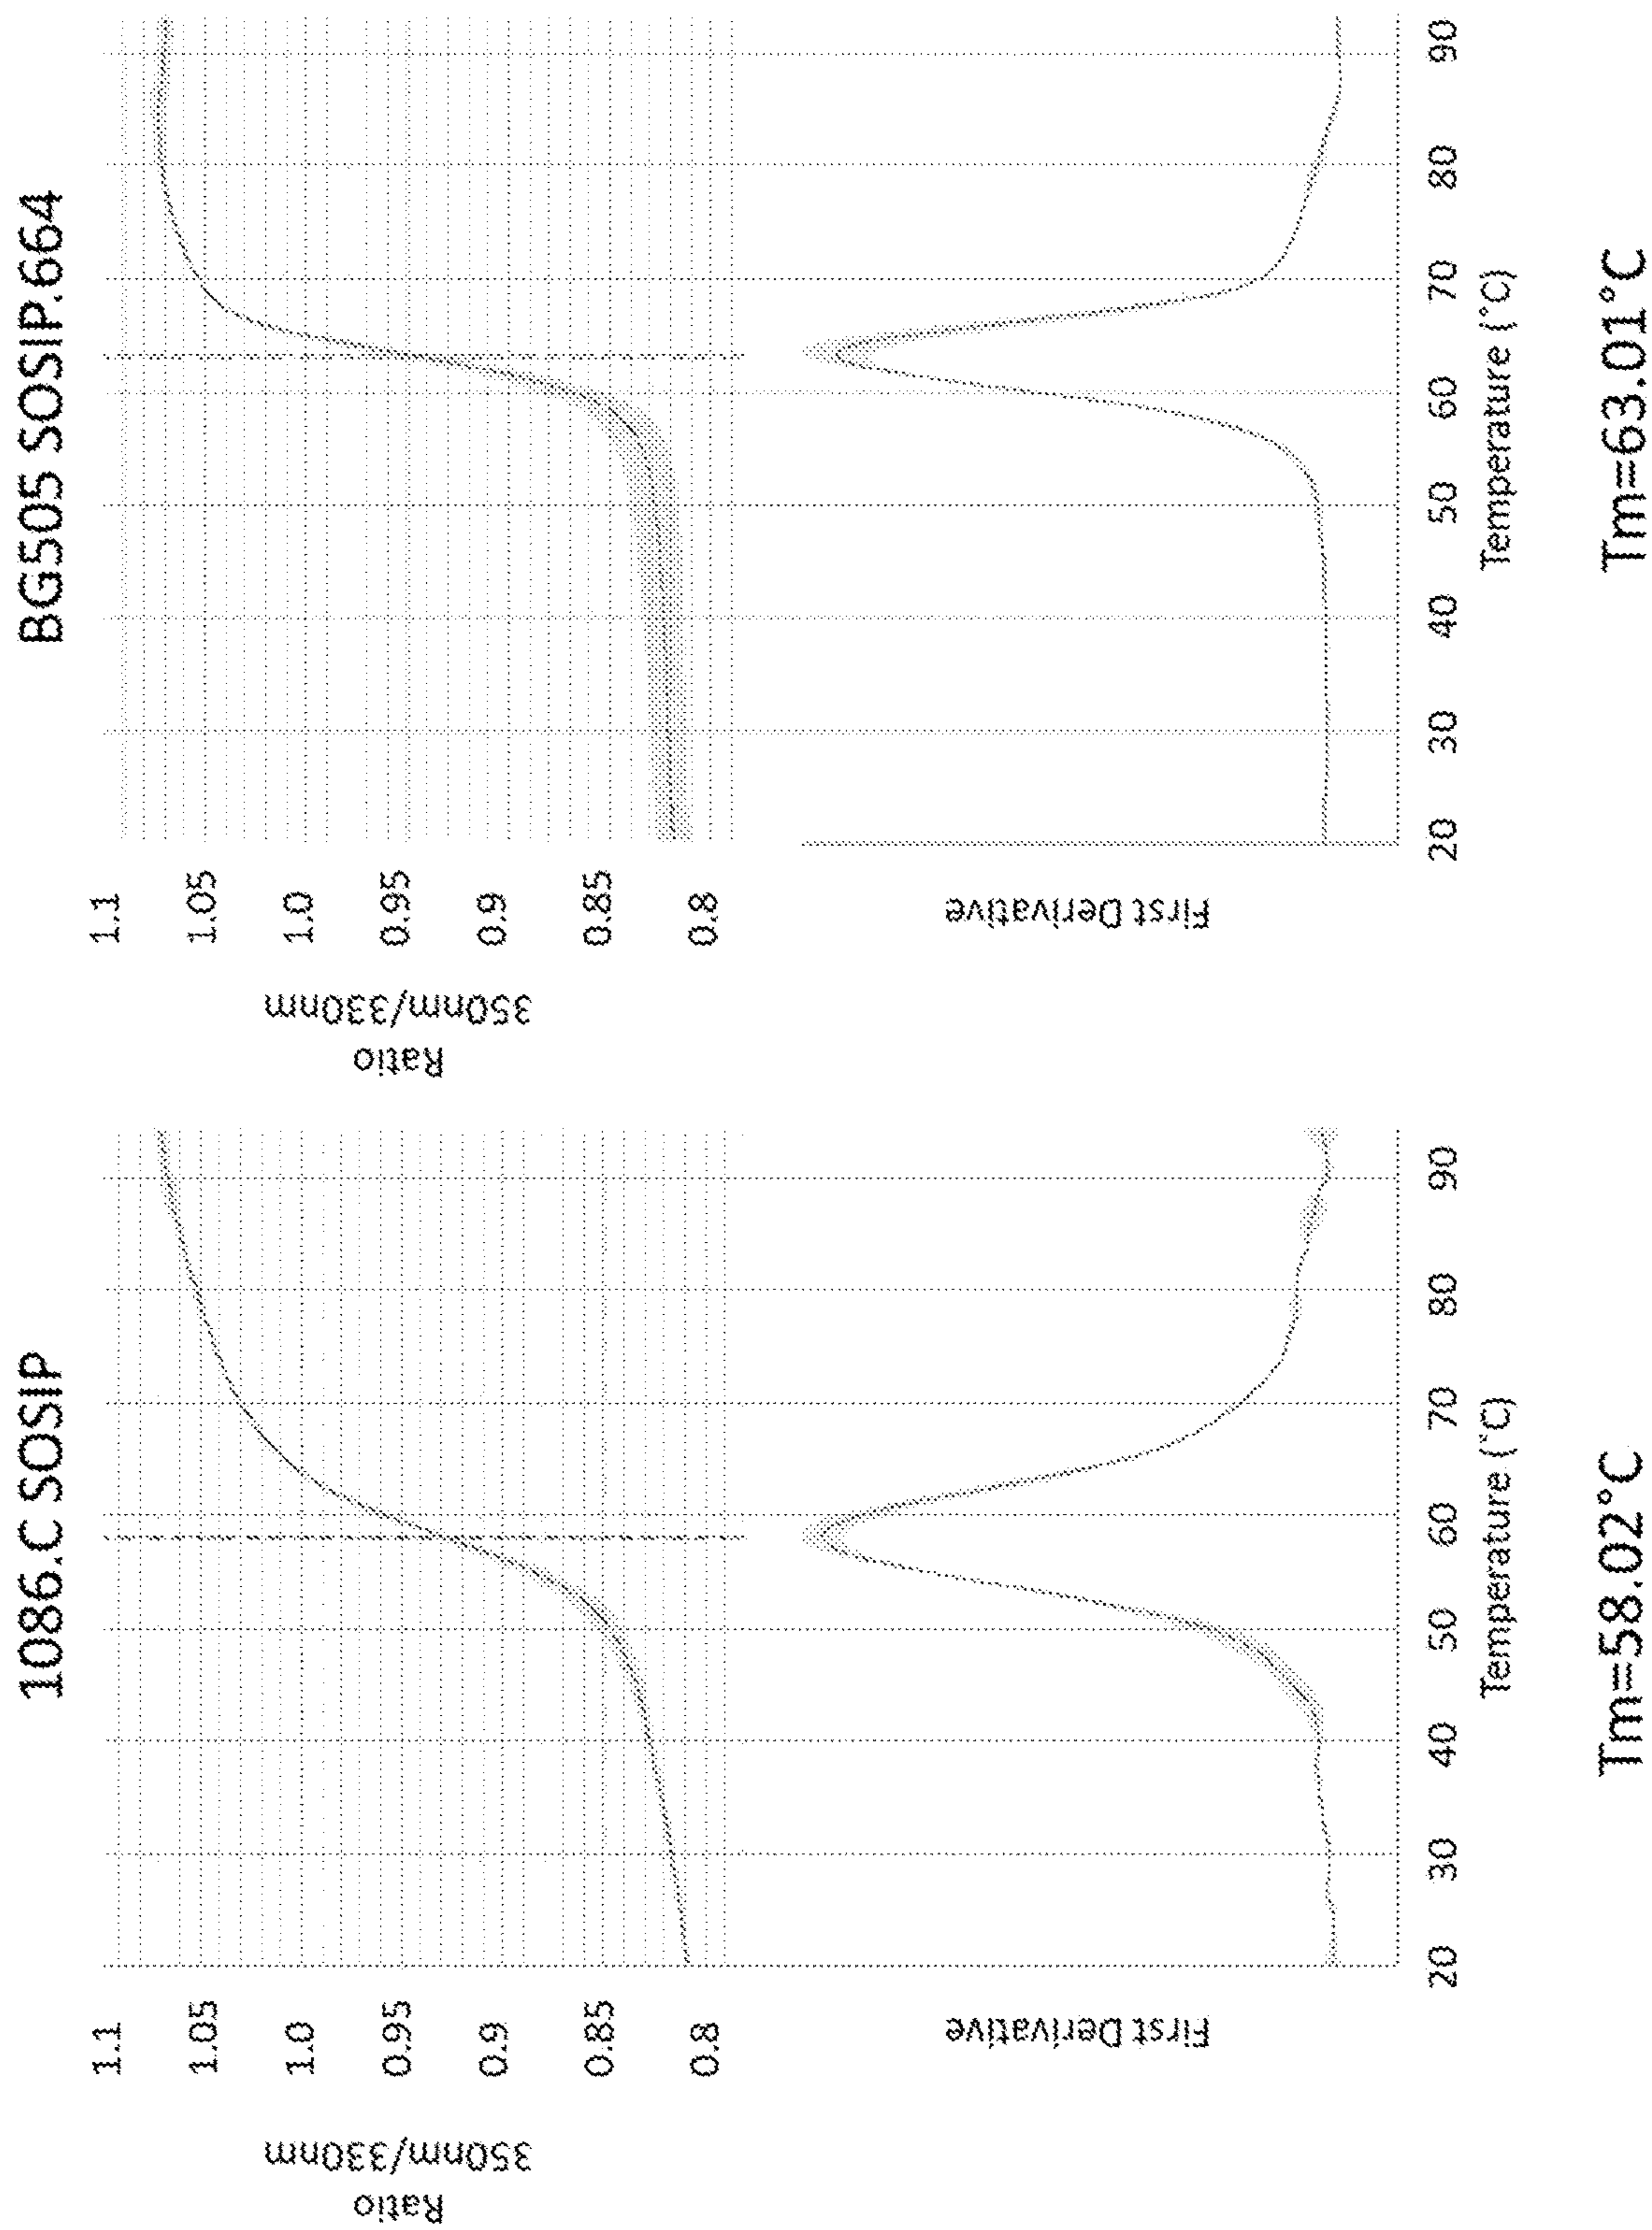 1086.C SOSIP
Ratio
350nm/330nm
1.1
1.05
1.0
0.95
0.9
0.85
0.8
First Derivative
20 30 40 50 60 70 80 90
Temperature (°C)
Tm=58.02°C
BG505 SOSIP.664
Ratio
350nm/330nm
1.1
1.05
1.0
0.95
0.9
0.85
0.8
First Derivative
20 30 40 50 60 70 80 90
Temperature (°C)
Tm=63.01°C